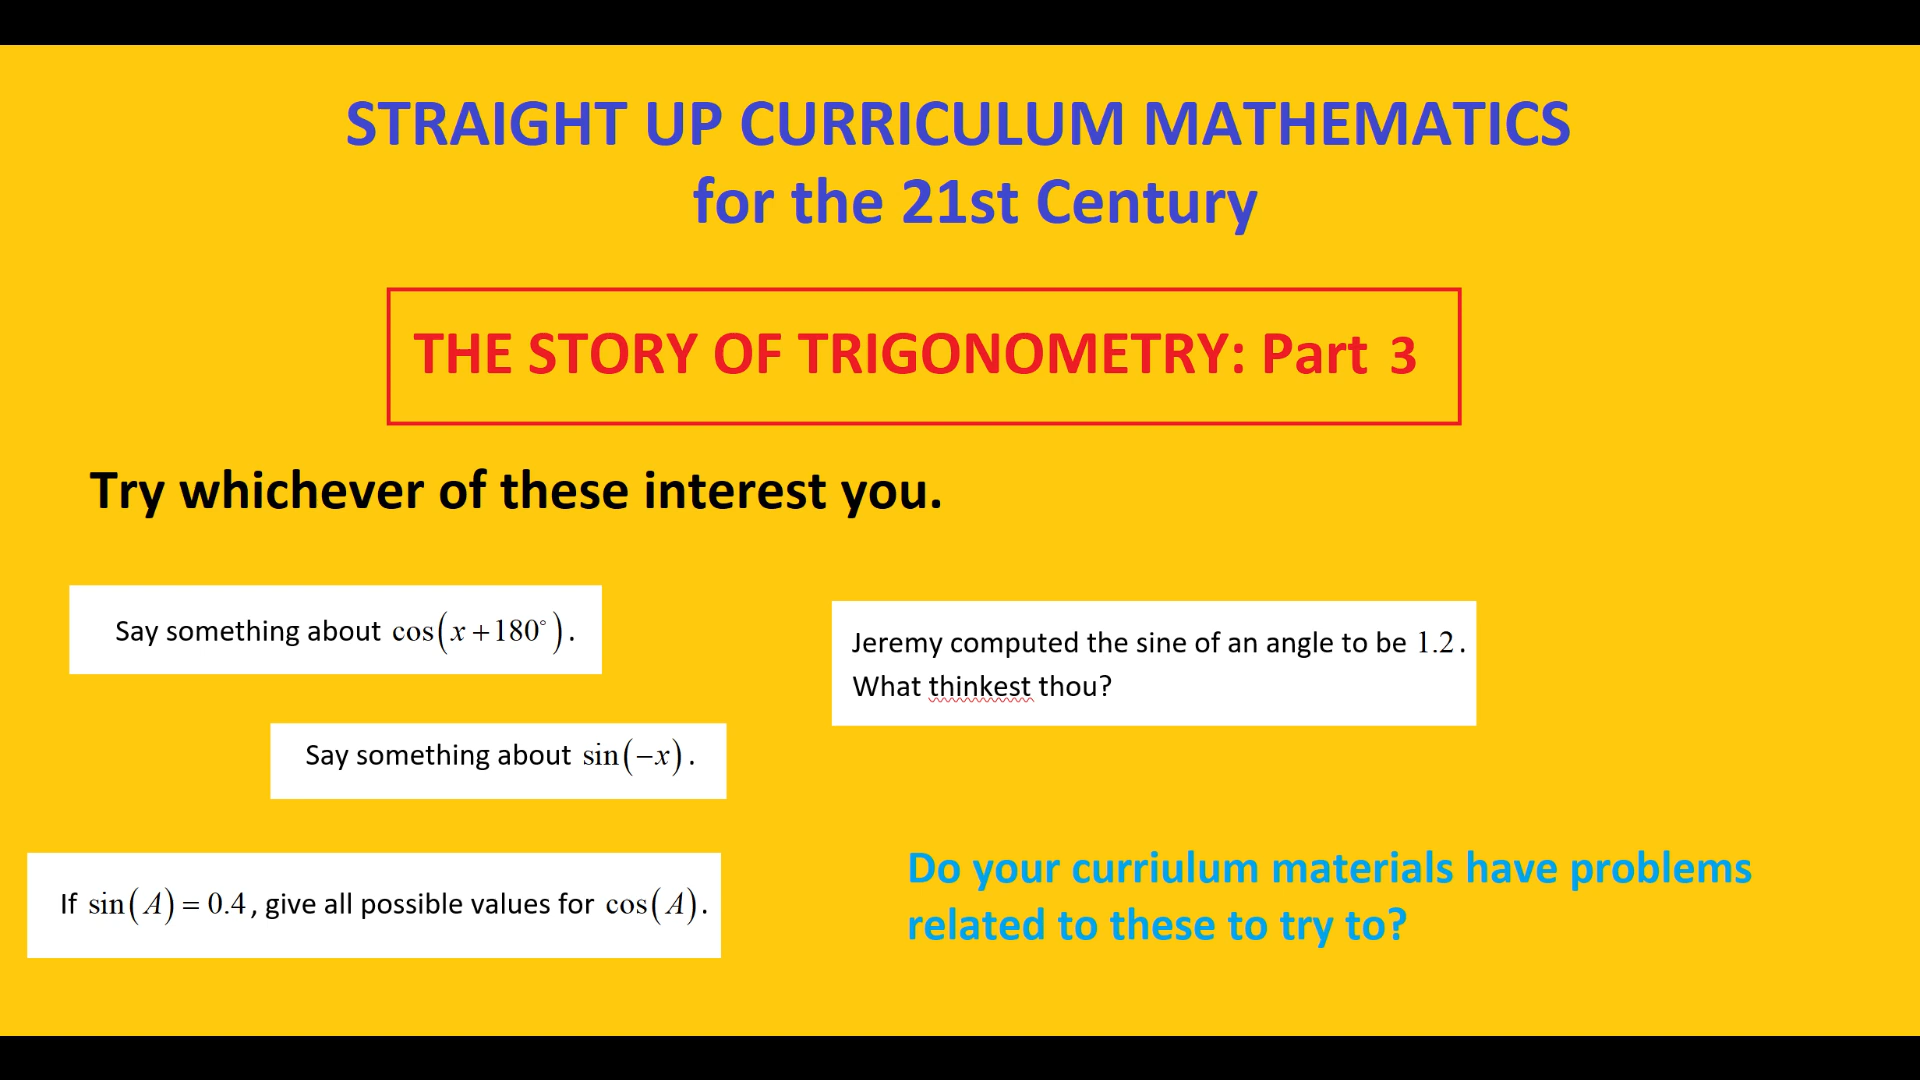 STRAIGHT UP CURRICULUM MATHEMATICS
for the 21st Century
THE STORY OF TRIGONOMETRY: Part 3
Try whichever of these interest you.
Say something about cos(x+180°).
Jeremy computed the sine of an angle to be 1.2.
What thinkest thou?
Say something about sin(−x).
If sin(A) = 0.4, give all possible values for cos(A).
Do your curriulum materials have problems
related to these to try to?